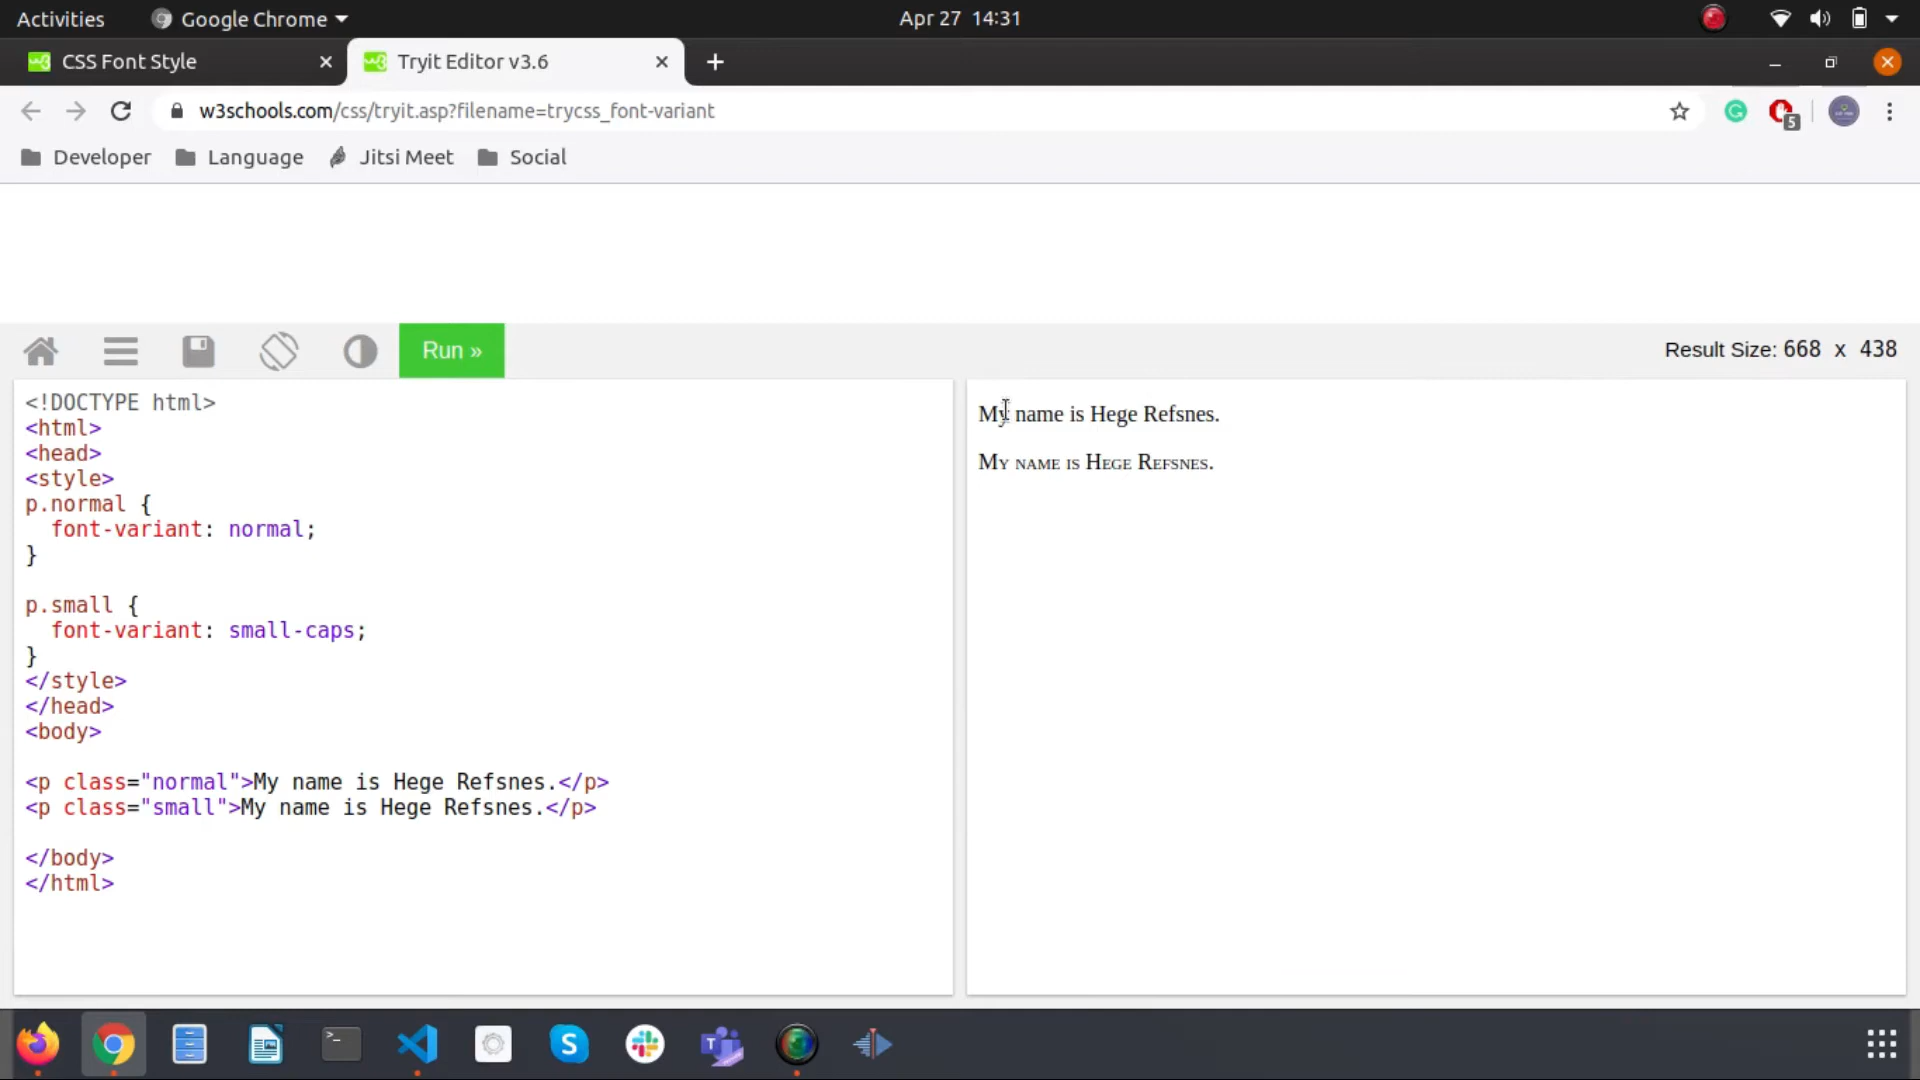 Activities Google Chrome Apr 27 14:31
CSS Font Style Tryit Editor v3.6
w3schools.com/css/tryit.asp?filename=trycss_font-variant 5
Developer Language Jitsi Meet Social
Run » Result Size: 668 x 438
<!DOCTYPE html>
<html>
<head>
<style>
p.normal {
  font-variant: normal;
}
p.small {
  font-variant: small-caps;
}
</style>
</head>
<body>
<p class="normal">My name is Hege Refsnes.</p>
<p class="small">My name is Hege Refsnes.</p>
</body>
</html>
My name is Hege Refsnes.
My name is Hege Refsnes.